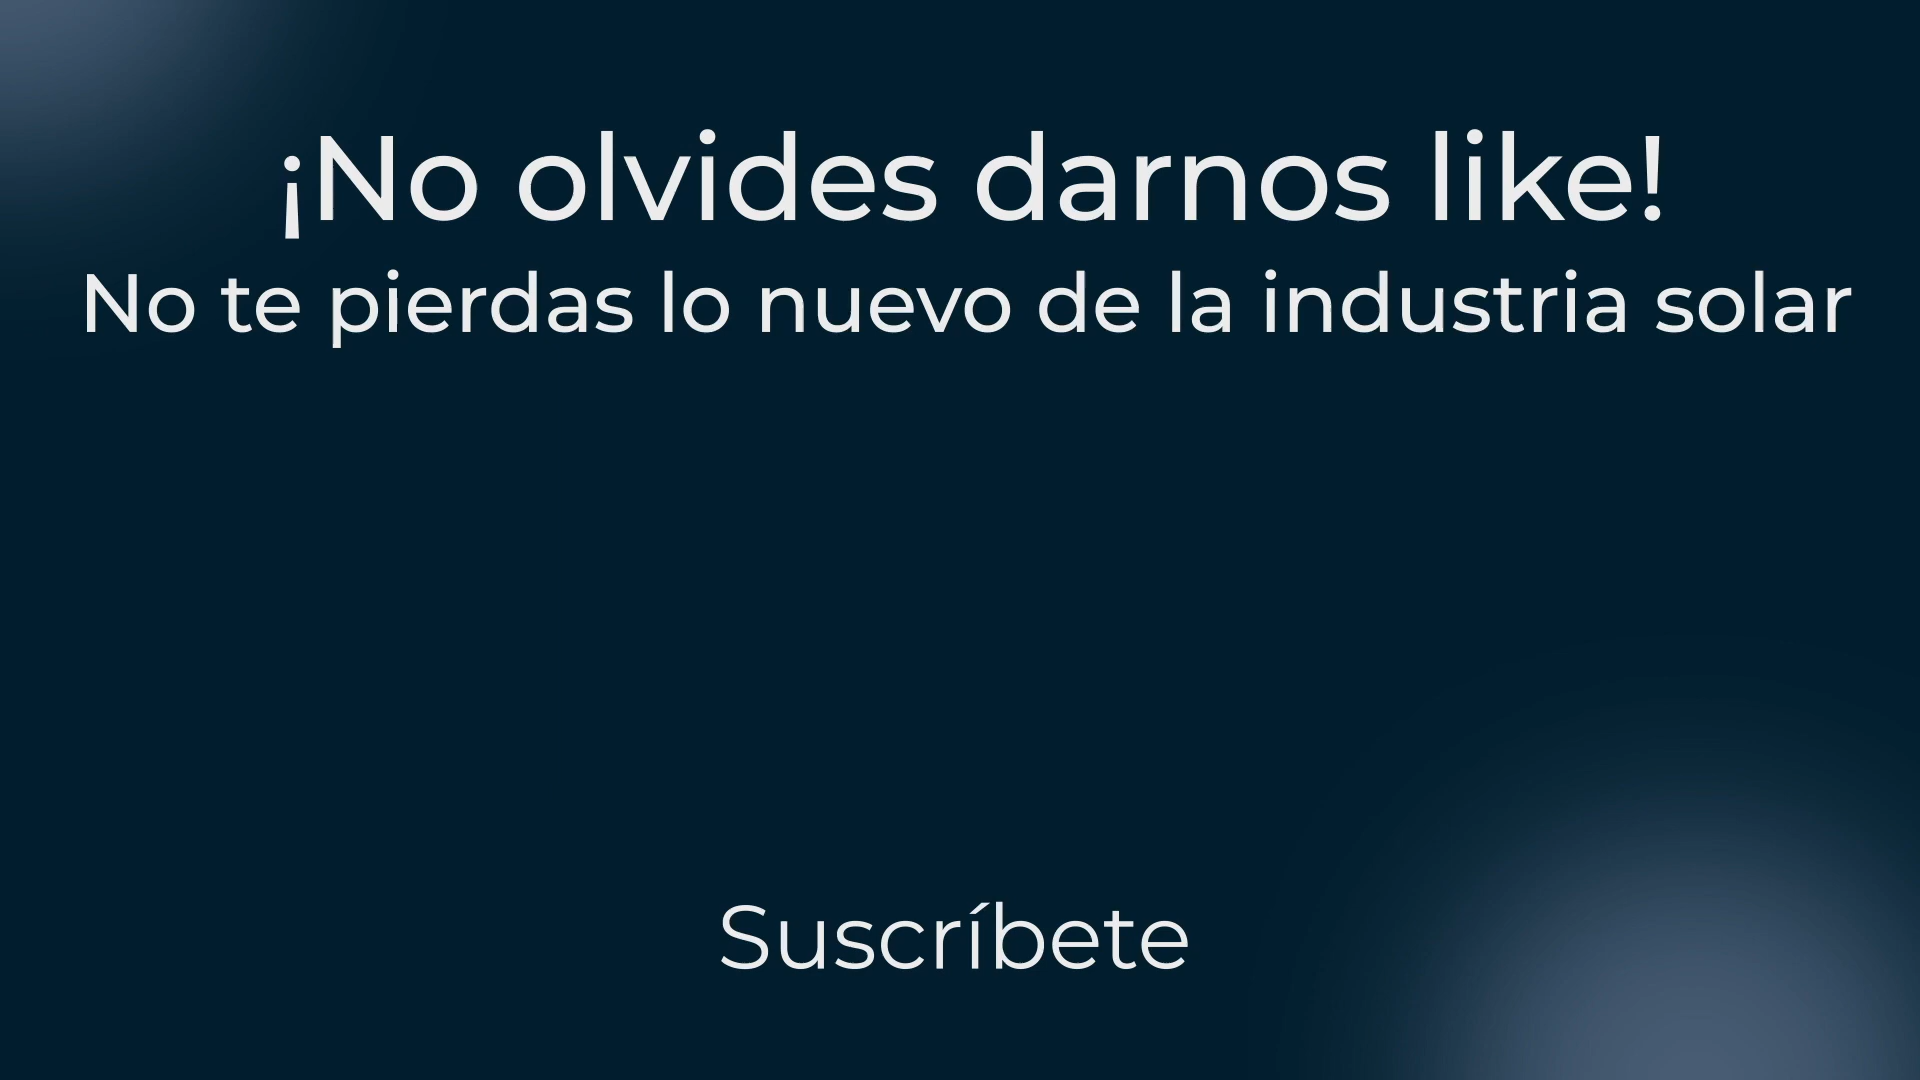 ¡No olvides darnos like!
No te pierdas lo nuevo de la industria solar
Suscríbete